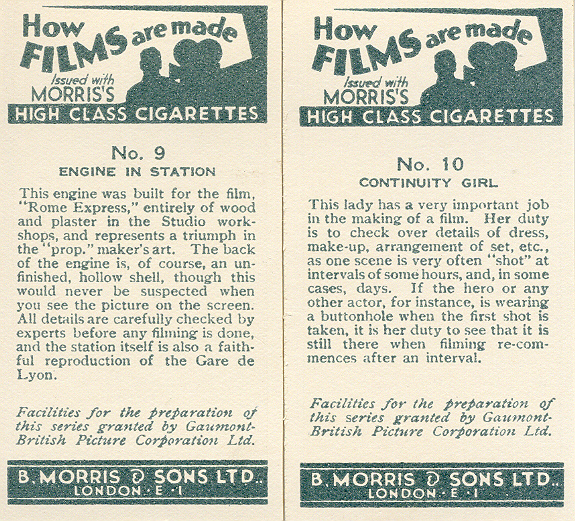 How
FILMS are made
Issued with
MORRIS'S
HIGH CLASS CIGARETTES
No. 9
ENGINE IN STATION
This engine was built for the film,
"Rome Express," entirely of wood
and plaster in the Studio work-
shops, and represents a triumph in
the "prop." maker's art. The back
of the engine is, of course, an un-
finished, hollow shell, though this
would never be suspected when
you see the picture on the screen.
All details are carefully checked by
experts before any filming is done,
and the station itself is also a faith-
ful reproduction of the Gare de
Lyon.
Facilities for the preparation of
this series granted by Gaumont-
British Picture Corporation Ltd.
B. MORRIS & SONS LTD.,
LONDON · E · I
How
FILMS are made
Issued with
MORRIS'S
HIGH CLASS CIGARETTES
No. 10
CONTINUITY GIRL
This lady has a very important job
in the making of a film. Her duty
is to check over details of dress,
make-up, arrangement of set, etc.,
as one scene is very often "shot" at
intervals of some hours, and, in some
cases, days. If the hero or any
other actor, for instance, is wearing
a buttonhole when the first shot is
taken, it is her duty to see that it is
still there when filming re-com-
mences after an interval.
Facilities for the preparation of
this series granted by Gaumont-
British Picture Corporation Ltd.
B. MORRIS & SONS LTD.,
LONDON · E · I